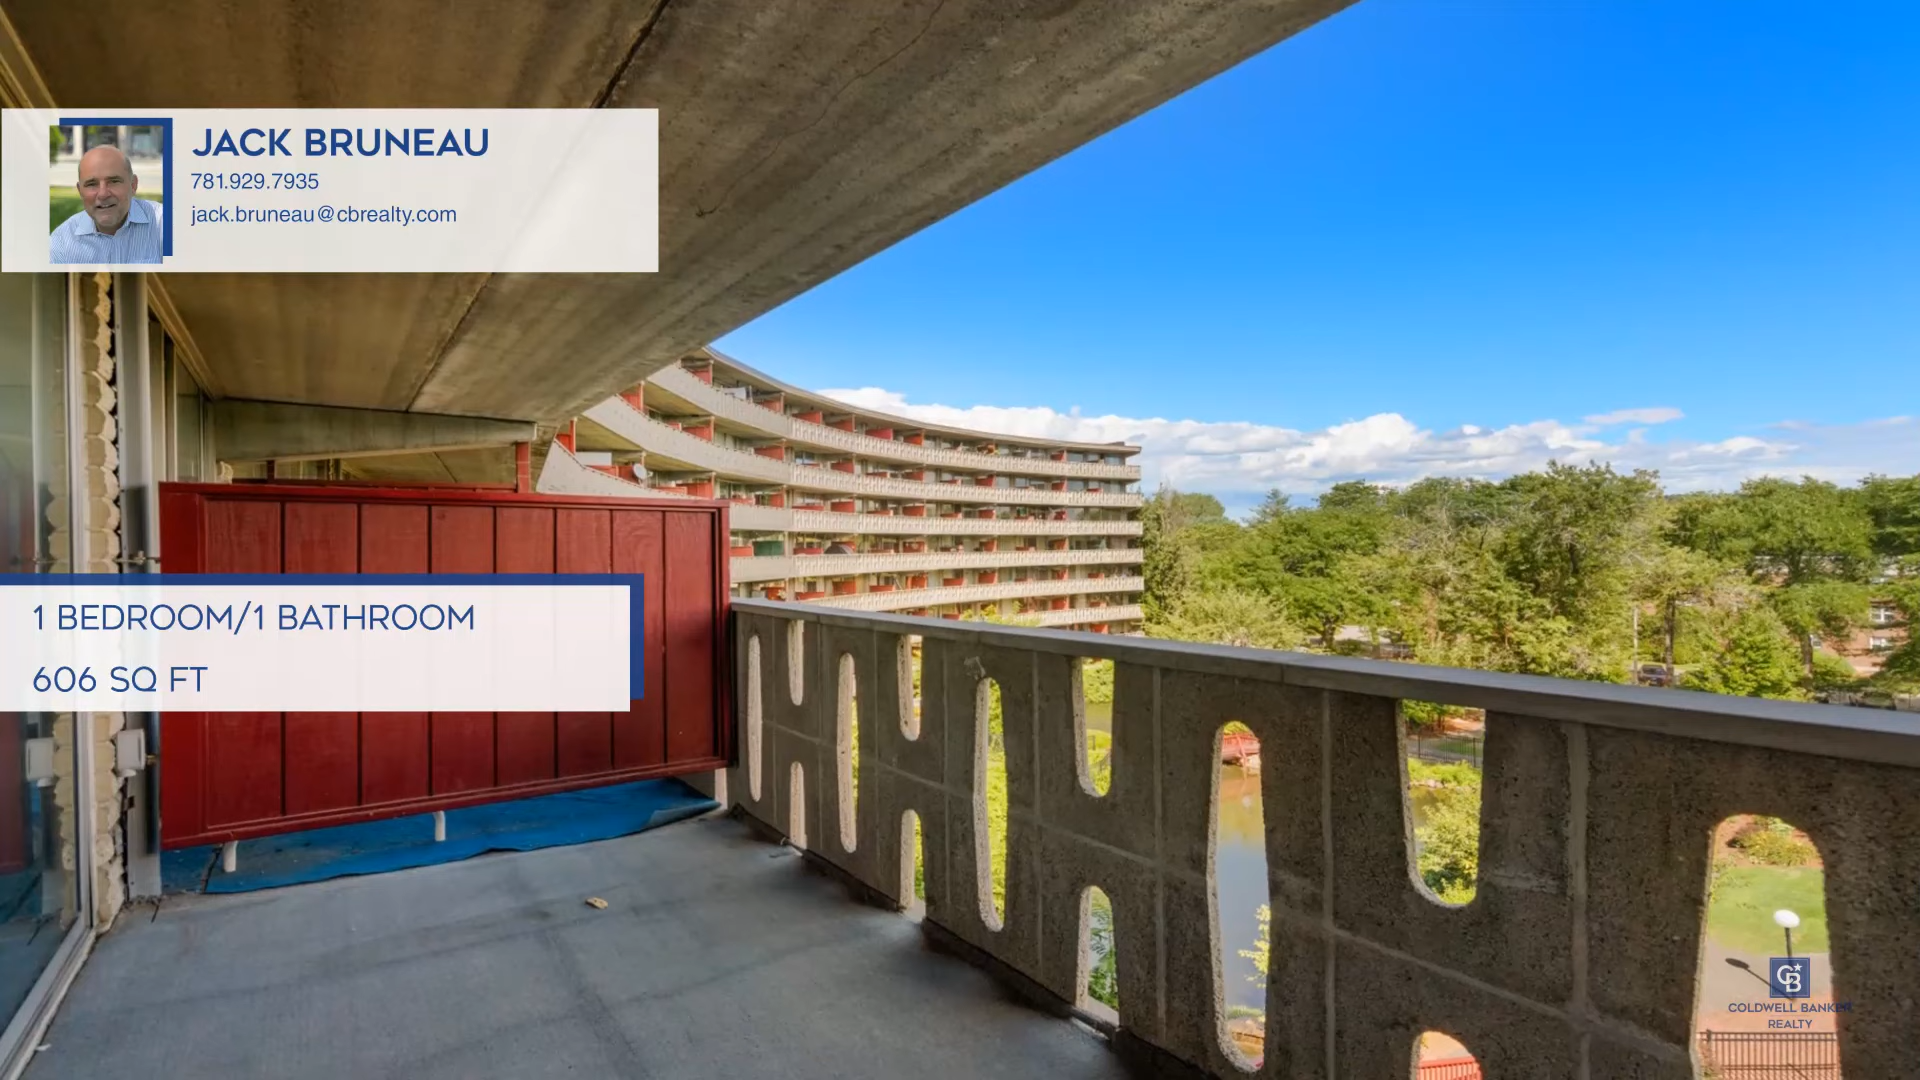 JACK BRUNEAU
781.929.7935
jack.bruneau@cbrealty.com
1 BEDROOM/1 BATHROOM
606 SQ FT
CB
COLDWELL BANKER
REALTY